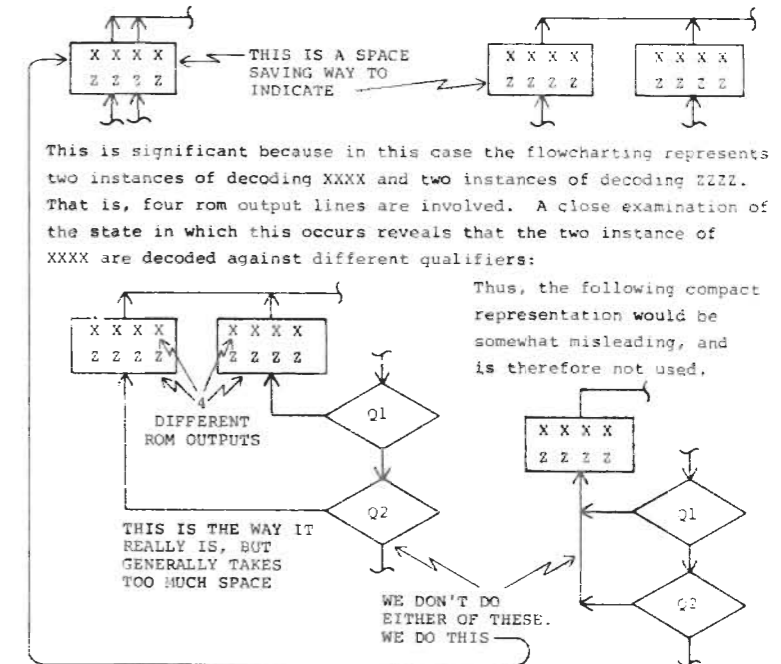 X X X X
Z Z Z Z
THIS IS A SPACE
SAVING WAY TO
INDICATE
X X X X
Z Z Z Z
X X X X
Z Z Z Z
This is significant because in this case the flowcharting represents
two instances of decoding XXXX and two instances of decoding ZZZZ.
That is, four rom output lines are involved. A close examination of
the state in which this occurs reveals that the two instance of
XXXX are decoded against different qualifiers:
Thus, the following compact
representation would be
somewhat misleading, and
is therefore not used.
X X X X
Z Z Z Z
X X X X
Z Z Z Z
4
DIFFERENT
ROM OUTPUTS
Q1
Q2
THIS IS THE WAY IT
REALLY IS, BUT
GENERALLY TAKES
TOO MUCH SPACE
X X X X
Z Z Z Z
Q1
Q2
WE DON'T DO
EITHER OF THESE.
WE DO THIS